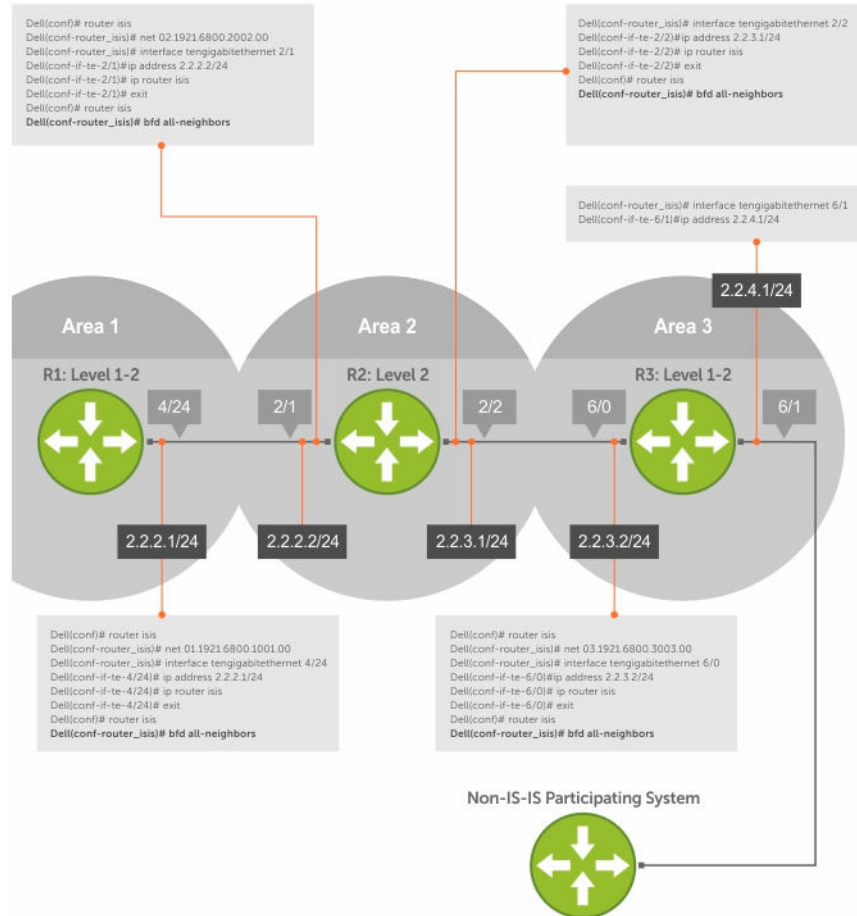 Dell(conf)# router isis
Dell(conf-router_isis)# net 02.1921.6800.2002.00
Dell(conf-router_isis)# interface tengigabitethernet 2/1
Dell(conf-if-te-2/1)#ip address 2.2.2.2/24
Dell(conf-if-te-2/1)# ip router isis
Dell(conf-if-te-2/1)# exit
Dell(conf)# router isis
Dell(conf-router_isis)# bfd all-neighbors
Dell(conf-router_isis)# interface tengigabitethernet 2/2
Dell(conf-if-te-2/2)#ip address 2.2.3.1/24
Dell(conf-if-te-2/2)# ip router isis
Dell(conf-if-te-2/2)# exit
Dell(conf)# router isis
Dell(conf-router_isis)# bfd all-neighbors
Dell(conf-router_isis)# interface tengigabitethernet 6/1
Dell(conf-if-te-6/1)#ip address 2.2.4.1/24
2.2.4.1/24
Area 1
Area 2
Area 3
R1: Level 1-2
R2: Level 2
R3: Level 1-2
4/24
2/1
2/2
6/0
6/1
2.2.2.1/24
2.2.2.2/24
2.2.3.1/24
2.2.3.2/24
Dell(conf)# router isis
Dell(conf-router_isis)# net 01.1921.6800.1001.00
Dell(conf-router_isis)# interface tengigabitethernet 4/24
Dell(conf-if-te-4/24)# ip address 2.2.2.1/24
Dell(conf-if-te-4/24)# ip router isis
Dell(conf-if-te-4/24)# exit
Dell(conf)# router isis
Dell(conf-router_isis)# bfd all-neighbors
Dell(conf)# router isis
Dell(conf-router_isis)# net 03.1921.6800.3003.00
Dell(conf-router_isis)# interface tengigabitethernet 6/0
Dell(conf-if-te-6/0)#ip address 2.2.3.2/24
Dell(conf-if-te-6/0)# ip router isis
Dell(conf-if-te-6/0)# exit
Dell(conf)# router isis
Dell(conf-router_isis)# bfd all-neighbors
Non-IS-IS Participating System